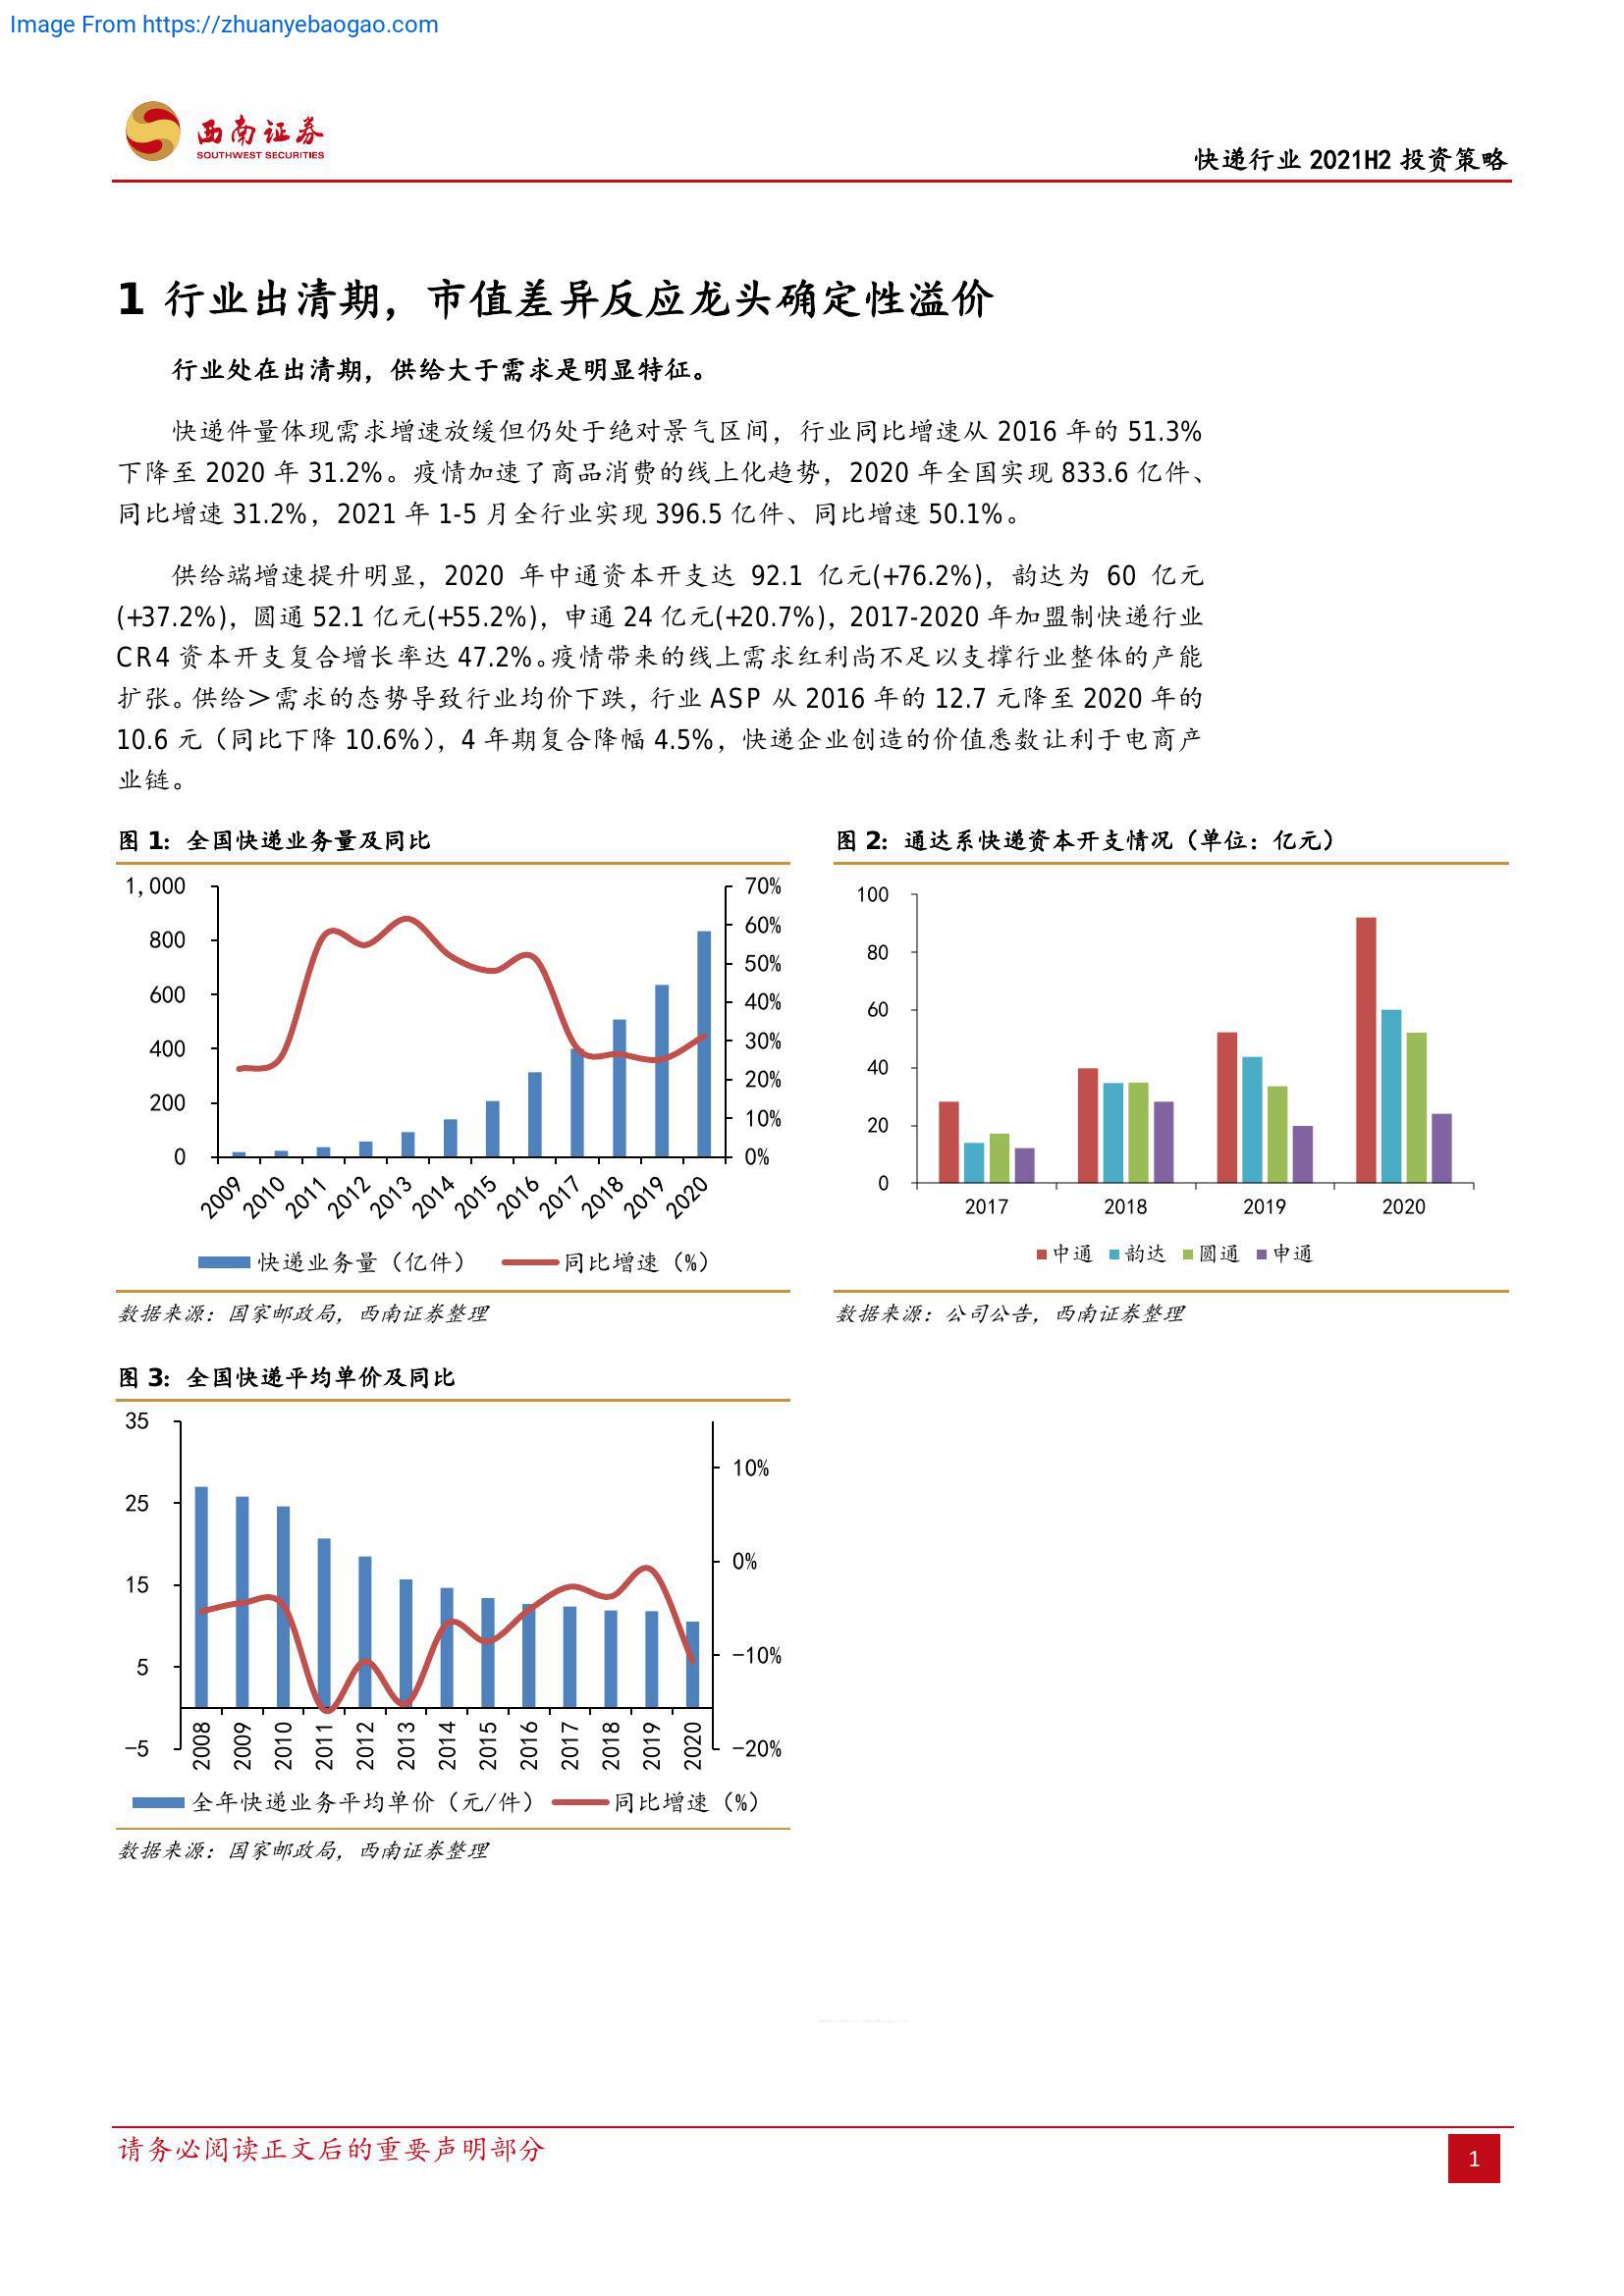 Image From https://zhuanyebaogao.com
西南证券
SOUTHWEST SECURITIES
快递行业 2021H2 投资策略
1 行业出清期，市值差异反应龙头确定性溢价
行业处在出清期，供给大于需求是明显特征。
快递件量体现需求增速放缓但仍处于绝对景气区间，行业同比增速从 2016 年的 51.3%
下降至 2020 年 31.2%。疫情加速了商品消费的线上化趋势，2020 年全国实现 833.6 亿件、
同比增速 31.2%，2021 年 1-5 月全行业实现 396.5 亿件、同比增速 50.1%。
供给端增速提升明显，2020 年中通资本开支达 92.1 亿元(+76.2%)，韵达为 60 亿元
(+37.2%)，圆通 52.1 亿元(+55.2%)，申通 24 亿元(+20.7%)，2017-2020 年加盟制快递行业
CR4 资本开支复合增长率达 47.2%。疫情带来的线上需求红利尚不足以支撑行业整体的产能
扩张。供给＞需求的态势导致行业均价下跌，行业 ASP 从 2016 年的 12.7 元降至 2020 年的
10.6 元（同比下降 10.6%），4 年期复合降幅 4.5%，快递企业创造的价值悉数让利于电商产
业链。
图 1：全国快递业务量及同比
1,000
800
600
400
200
0
70%
60%
50%
40%
30%
20%
10%
0%
2009 2010 2011 2012 2013 2014 2015 2016 2017 2018 2019 2020
快递业务量（亿件） 同比增速（%）
数据来源：国家邮政局，西南证券整理
图 2：通达系快递资本开支情况（单位：亿元）
100
80
60
40
20
0
2017 2018 2019 2020
中通 韵达 圆通 申通
数据来源：公司公告，西南证券整理
图 3：全国快递平均单价及同比
35
25
15
5
-5
10%
0%
-10%
-20%
2008 2009 2010 2011 2012 2013 2014 2015 2016 2017 2018 2019 2020
全年快递业务平均单价（元/件） 同比增速（%）
数据来源：国家邮政局，西南证券整理
请务必阅读正文后的重要声明部分
1